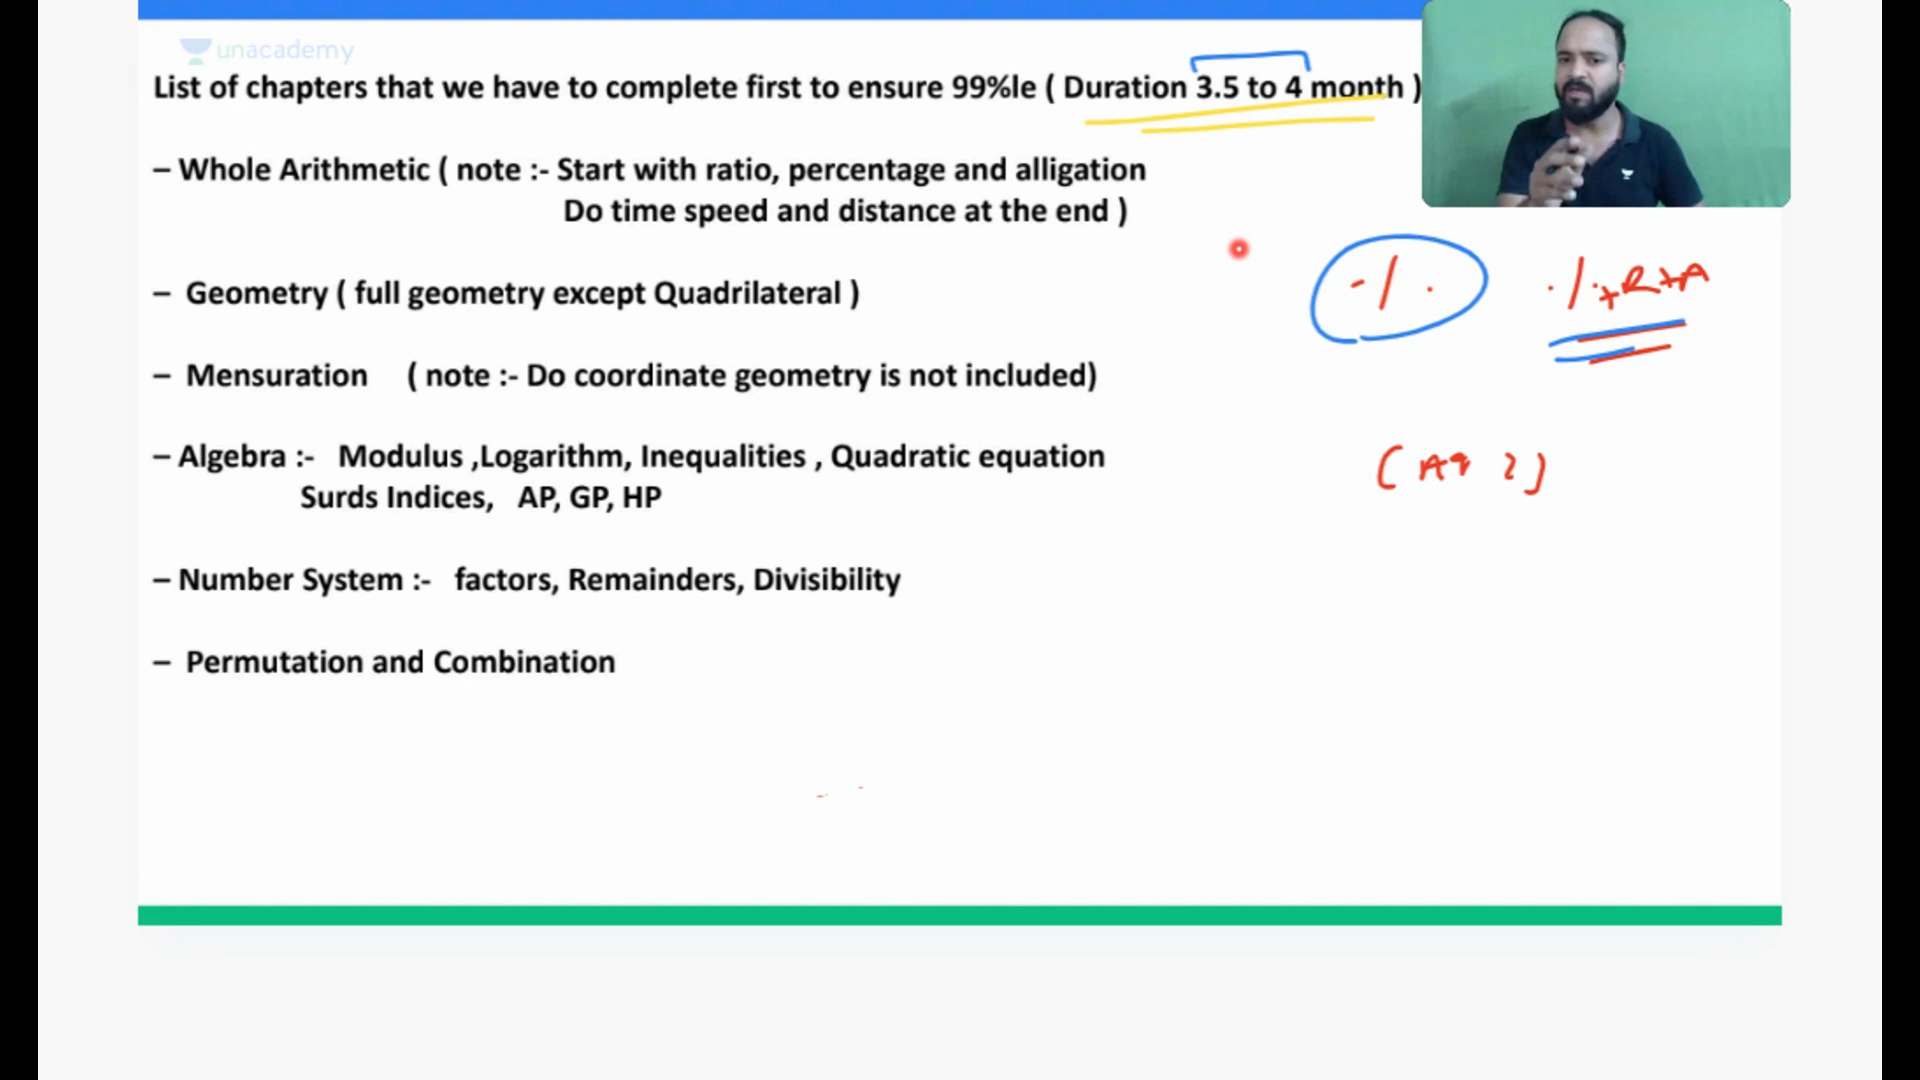 unacademy
List of chapters that we have to complete first to ensure 99%le ( Duration 3.5 to 4 month )
– Whole Arithmetic ( note :- Start with ratio, percentage and alligation
Do time speed and distance at the end )
– Geometry ( full geometry except Quadrilateral )
% %+R+A
– Mensuration ( note :- Do coordinate geometry is not included)
– Algebra :- Modulus ,Logarithm, Inequalities , Quadratic equation
Surds Indices, AP, GP, HP
– Number System :- factors, Remainders, Divisibility
– Permutation and Combination